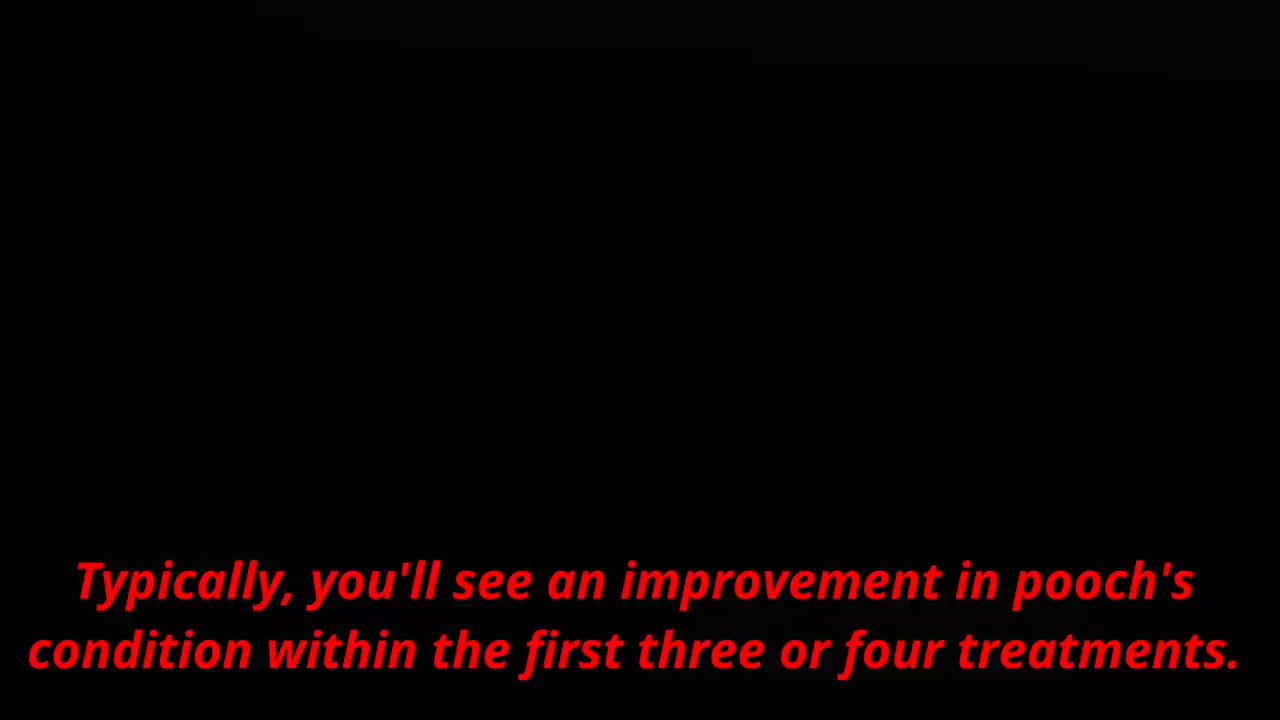 Typically, you'll see an improvement in pooch's
condition within the first three or four treatments.